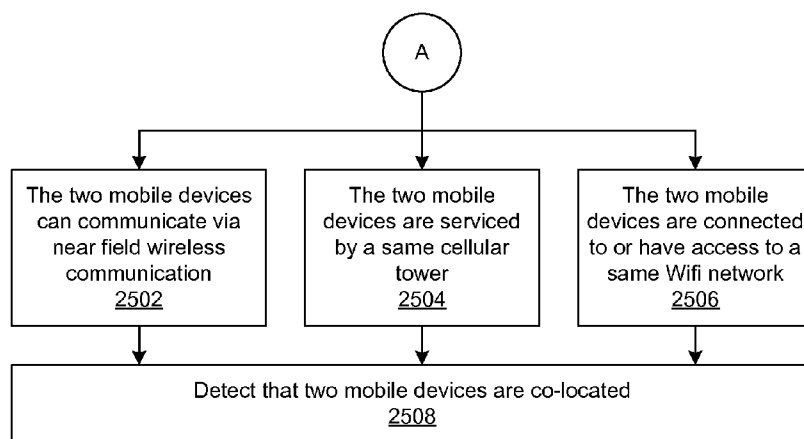 A
The two mobile devices
can communicate via
near field wireless
communication
2502
The two mobile
devices are serviced
by a same cellular
tower
2504
The two mobile
devices are connected
to or have access to a
same Wifi network
2506
Detect that two mobile devices are co-located
2508